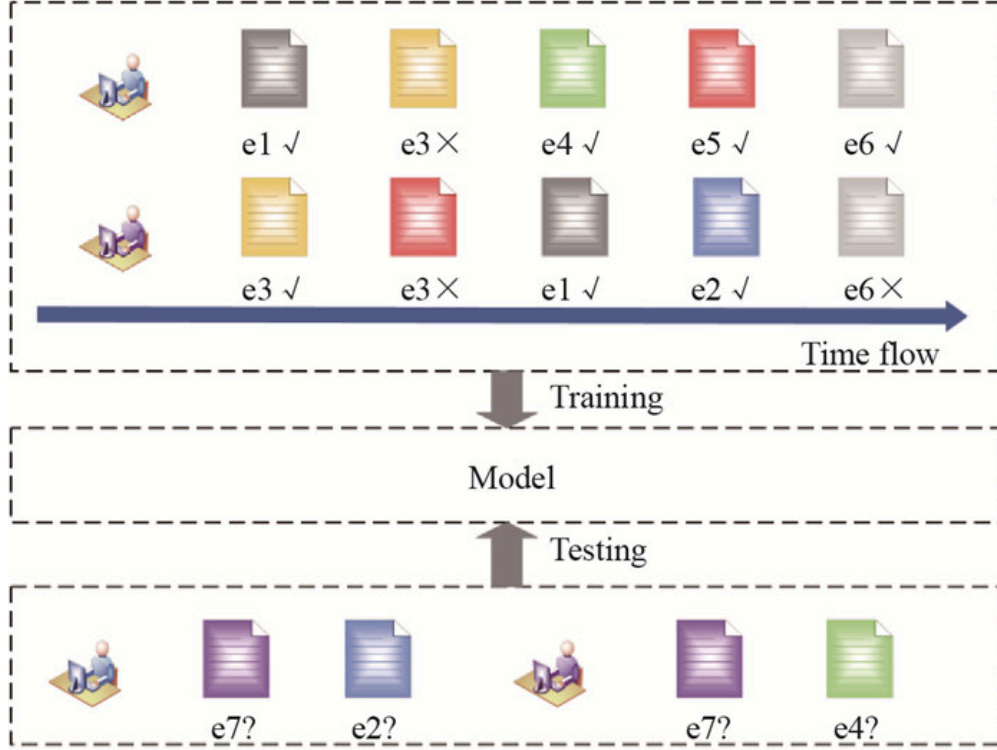 e1 √ e3 × e4 √ e5 √ e6 √
e3 √ e3 × e1 √ e2 √ e6 ×
Time flow
Training
Model
Testing
e7? e2? e7? e4?